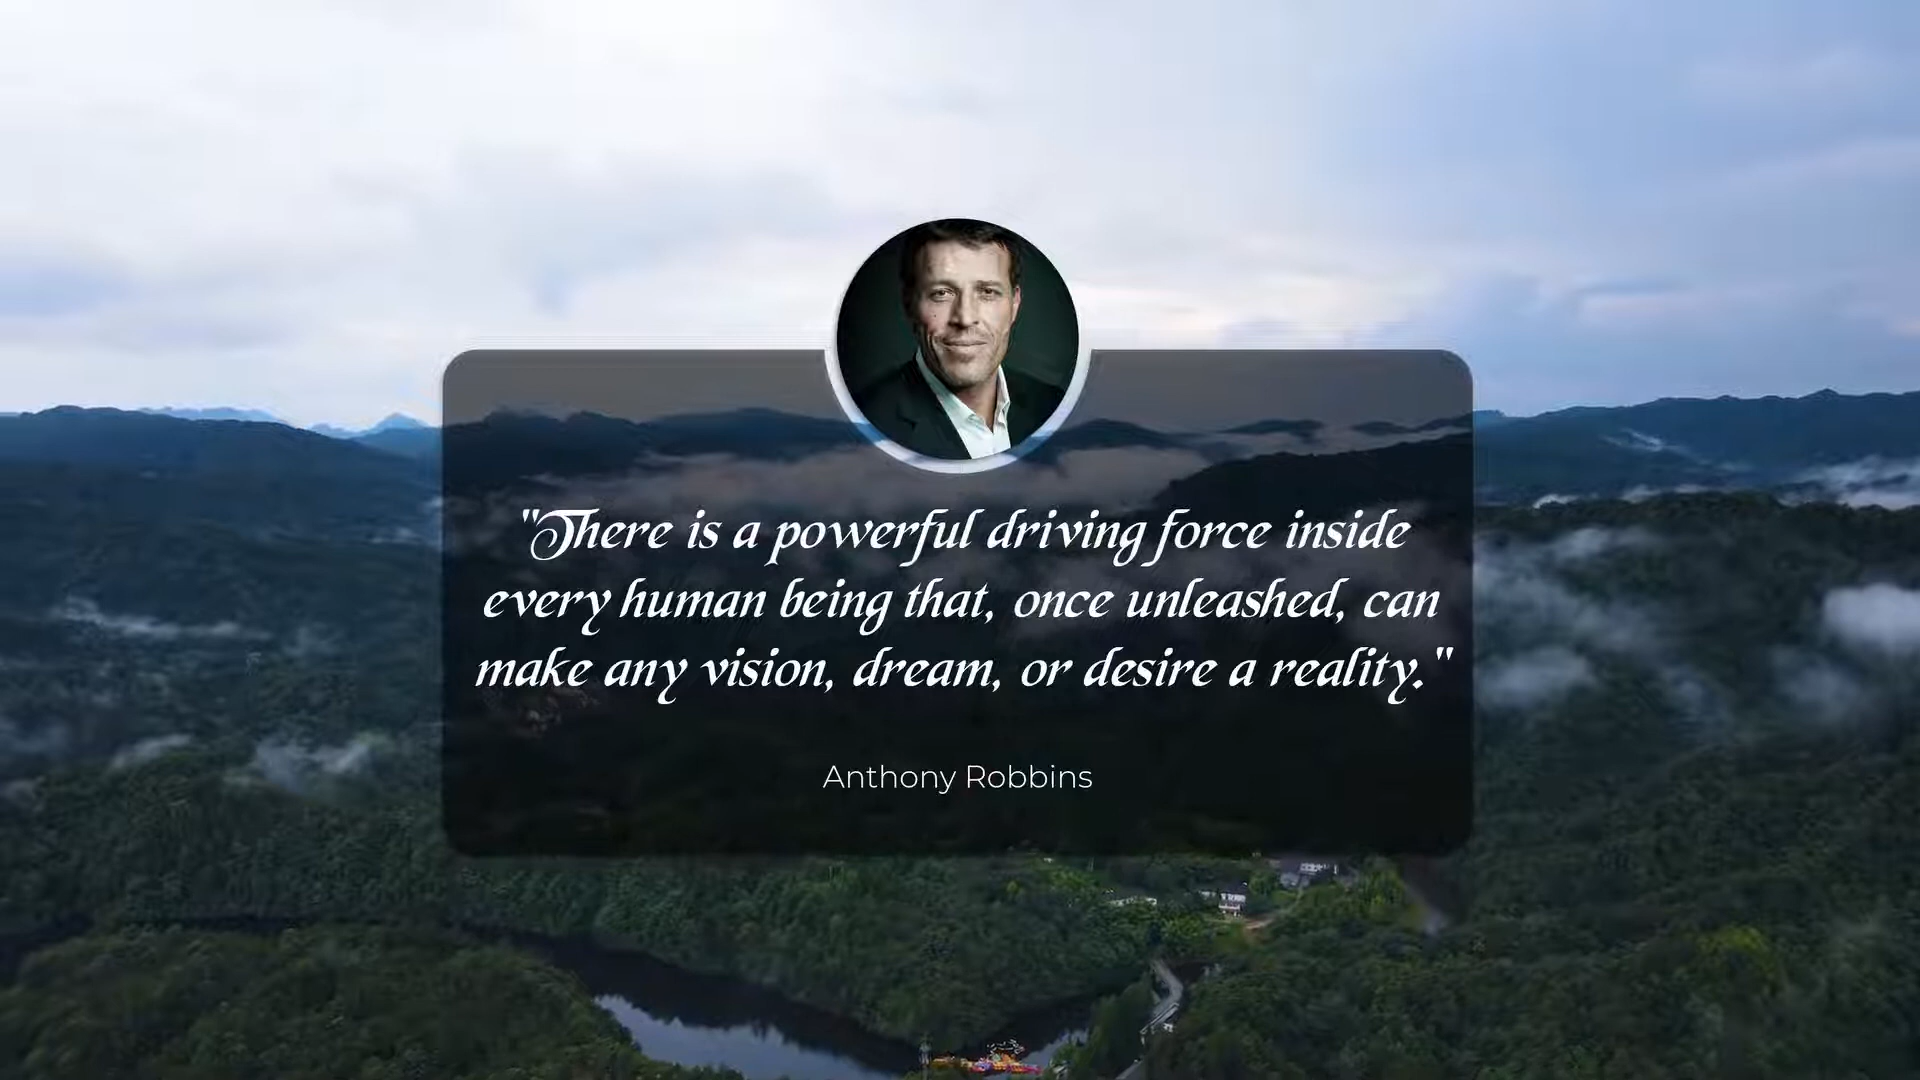 "There is a powerful driving force inside
every human being that, once unleashed, can
make any vision, dream, or desire a reality."
Anthony Robbins